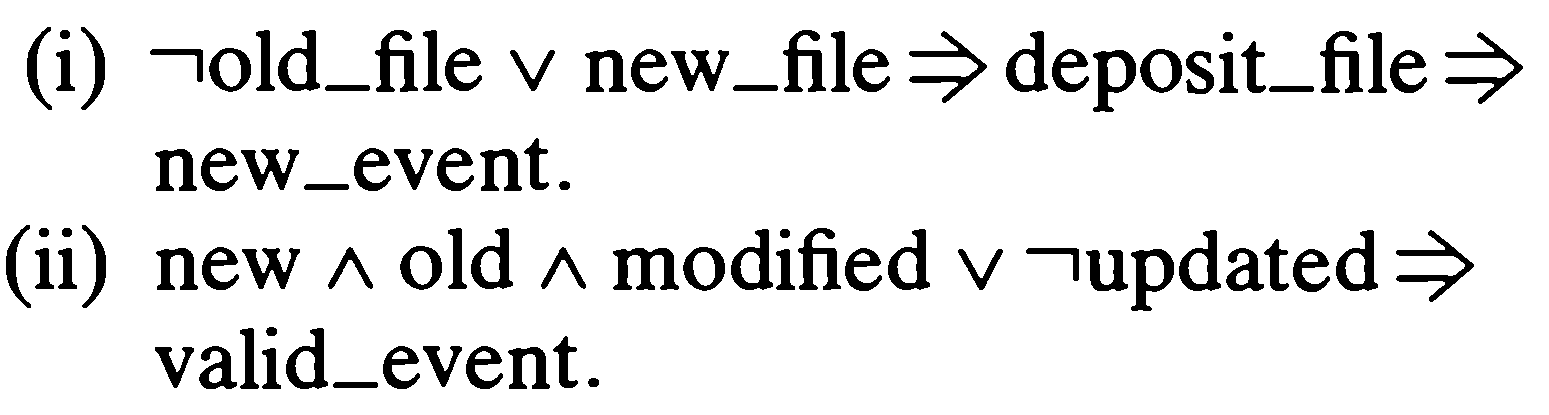 (i) ¬old_file ∨ new_file ⇒ deposit_file ⇒
new_event.
(ii) new ∧ old ∧ modified ∨ ¬updated ⇒
valid_event.